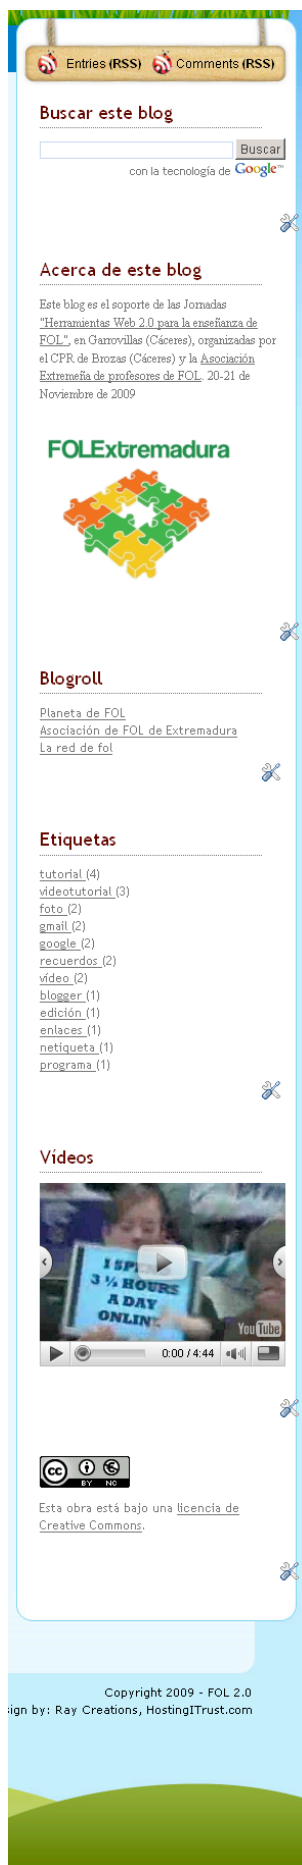 Entries (RSS) Comments (RSS)
Buscar este blog
Buscar
con la tecnología de Google™
Acerca de este blog
Este blog es el soporte de las Jornadas
"Herramientas Web 2.0 para la enseñanza de
FOL", en Garrovillas (Cáceres), organizadas por
el CPR de Brozas (Cáceres) y la Asociación
Extremeña de profesores de FOL. 20-21 de
Noviembre de 2009
FOLExtremadura
Blogroll
Planeta de FOL
Asociación de FOL de Extremadura
La red de fol
Etiquetas
tutorial (4)
videotutorial (3)
foto (2)
gmail (2)
google (2)
recuerdos (2)
vídeo (2)
blogger (1)
edición (1)
enlaces (1)
netiqueta (1)
programa (1)
Vídeos
I SPEND
3 ½ HOURS
A DAY
ONLINE
YouTube
0:00 / 4:44
cc BY NC
Esta obra está bajo una licencia de
Creative Commons.
Copyright 2009 - FOL 2.0
sign by: Ray Creations, HostingITrust.com